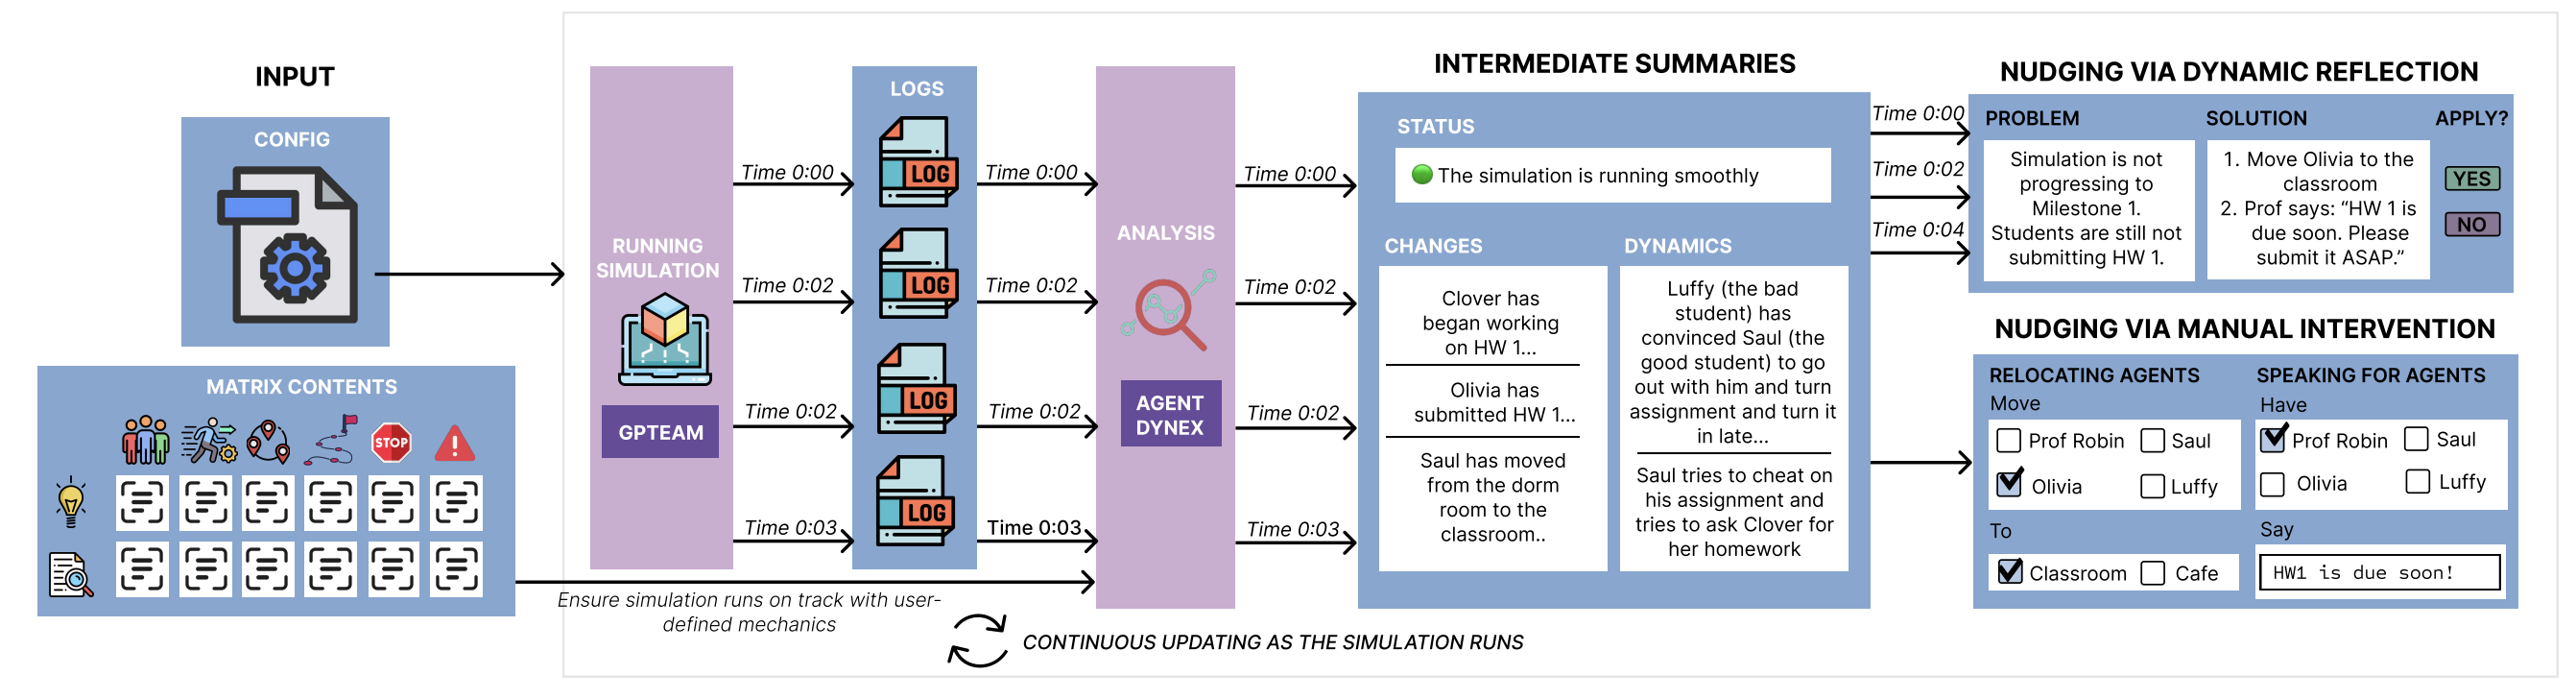 INPUT
CONFIG
MATRIX CONTENTS
STOP
RUNNING
SIMULATION
GPTEAM
Time 0:00
Time 0:02
Time 0:02
Time 0:03
LOGS
LOG
LOG
LOG
LOG
Time 0:00
Time 0:02
Time 0:02
Time 0:03
ANALYSIS
AGENT
DYNEX
Time 0:00
Time 0:02
Time 0:02
Time 0:03
Ensure simulation runs on track with user-
defined mechanics
CONTINUOUS UPDATING AS THE SIMULATION RUNS
INTERMEDIATE SUMMARIES
STATUS
The simulation is running smoothly
CHANGES
Clover has
began working
on HW 1...
Olivia has
submitted HW 1...
Saul has moved
from the dorm
room to the
classroom..
DYNAMICS
Luffy (the bad
student) has
convinced Saul (the
good student) to go
out with him and turn
assignment and turn it
in late...
Saul tries to cheat on
his assignment and
tries to ask Clover for
her homework
Time 0:00
Time 0:02
Time 0:04
NUDGING VIA DYNAMIC REFLECTION
PROBLEM
Simulation is not
progressing to
Milestone 1.
Students are still not
submitting HW 1.
SOLUTION
1. Move Olivia to the
classroom
2. Prof says: “HW 1 is
due soon. Please
submit it ASAP.”
APPLY?
YES
NO
NUDGING VIA MANUAL INTERVENTION
RELOCATING AGENTS
Move
Prof Robin
Saul
Olivia
Luffy
To
Classroom
Cafe
SPEAKING FOR AGENTS
Have
Prof Robin
Saul
Olivia
Luffy
Say
HW1 is due soon!